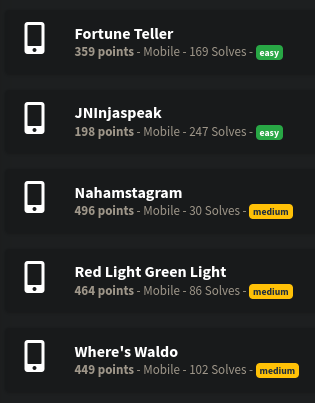 Fortune Teller
359 points - Mobile - 169 Solves - easy
JNInjaspeak
198 points - Mobile - 247 Solves - easy
Nahamstagram
496 points - Mobile - 30 Solves - medium
Red Light Green Light
464 points - Mobile - 86 Solves - medium
Where's Waldo
449 points - Mobile - 102 Solves - medium